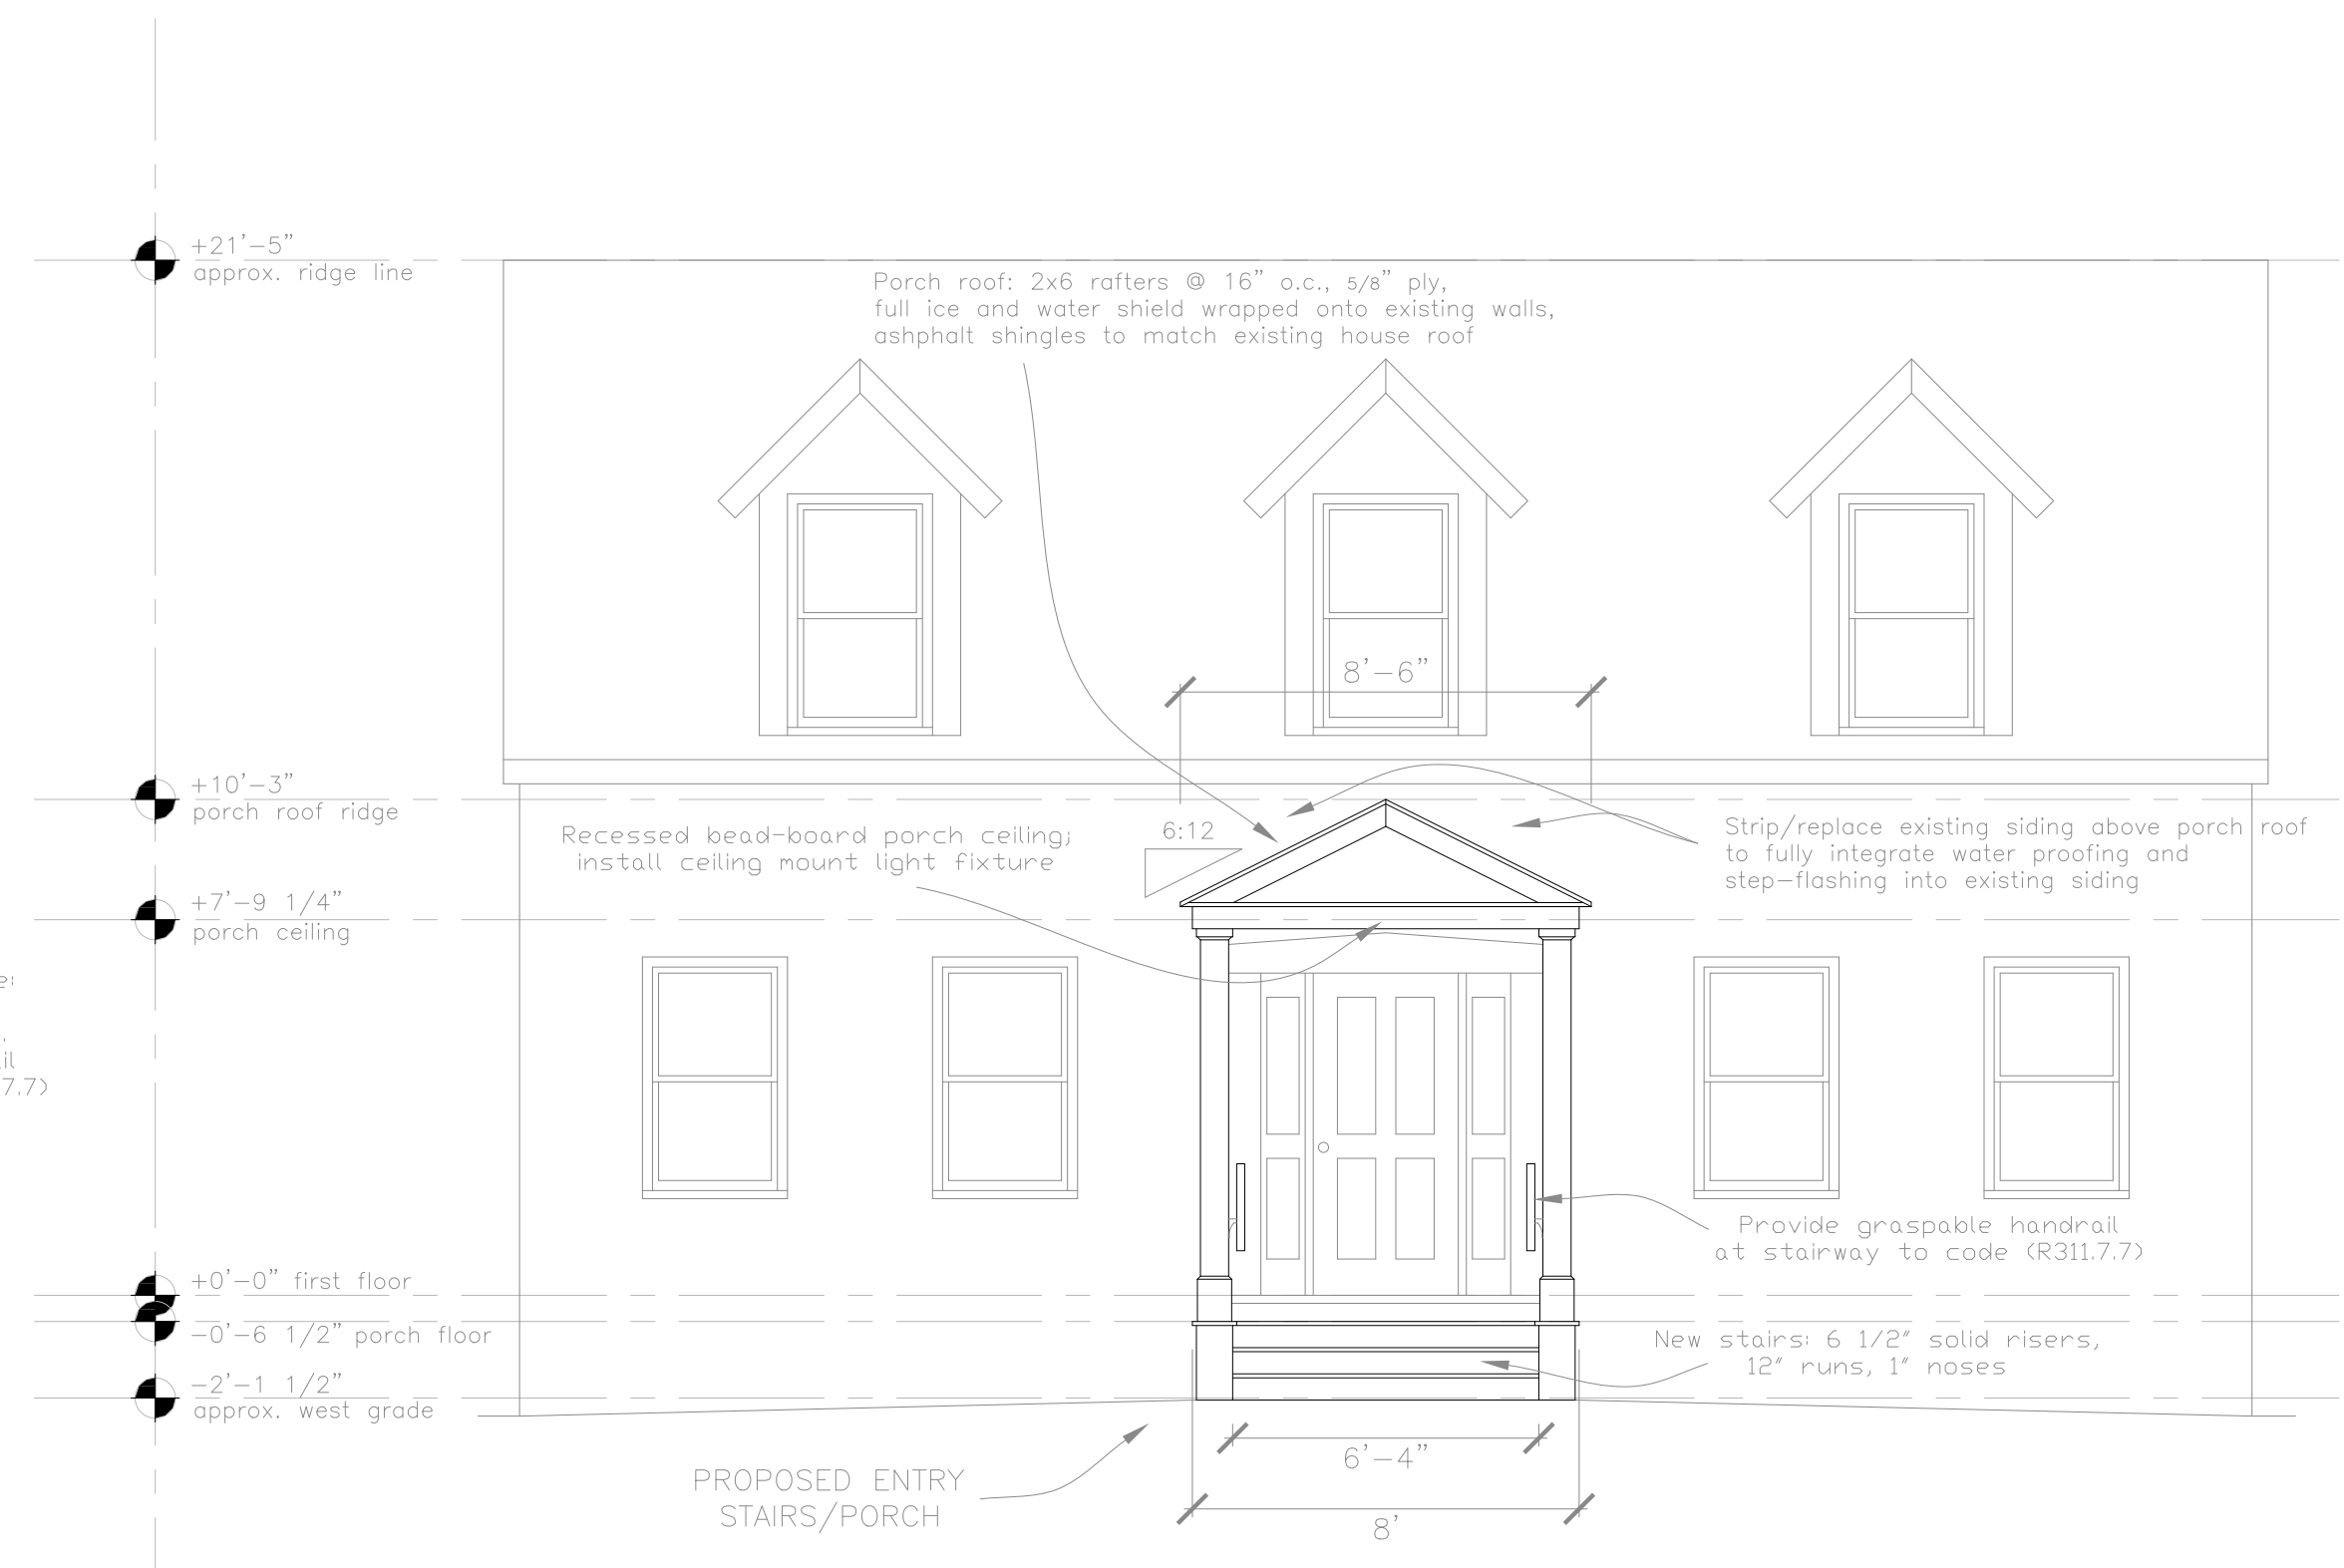 +21'-5"
approx. ridge line
Porch roof: 2x6 rafters @ 16" o.c., 5/8" ply,
full ice and water shield wrapped onto existing walls,
ashphalt shingles to match existing house roof
8'-6"
+10'-3"
porch roof ridge
6:12
Recessed bead-board porch ceiling;
install ceiling mount light fixture
Strip/replace existing siding above porch roof
to fully integrate water proofing and
step-flashing into existing siding
+7'-9 1/4"
porch ceiling
7.7)
Provide graspable handrail
at stairway to code (R311.7.7)
+0'-0" first floor
-0'-6 1/2" porch floor
New stairs: 6 1/2" solid risers,
12" runs, 1" noses
-2'-1 1/2"
approx. west grade
6'-4"
PROPOSED ENTRY
STAIRS/PORCH
8'